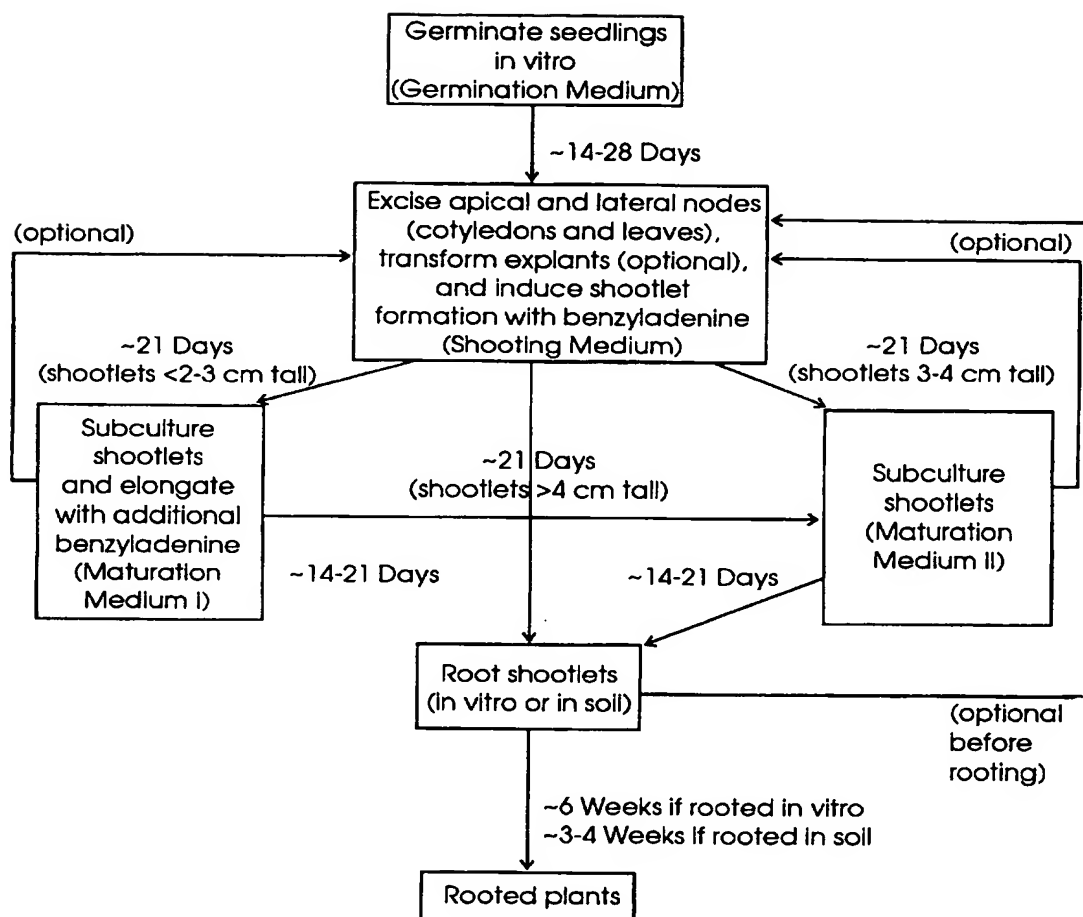 Germinate seedlings
in vitro
(Germination Medium)
~14-28 Days
Excise apical and lateral nodes
(cotyledons and leaves),
transform explants (optional),
and induce shootlet
formation with benzyladenine
(Shooting Medium)
(optional)
(optional)
~21 Days
(shootlets <2-3 cm tall)
~21 Days
(shootlets 3-4 cm tall)
Subculture
shootlets
and elongate
with additional
benzyladenine
(Maturation
Medium I)
~21 Days
(shootlets >4 cm tall)
Subculture
shootlets
(Maturation
Medium II)
~14-21 Days
~14-21 Days
Root shootlets
(in vitro or in soil)
(optional
before
rooting)
~6 Weeks if rooted in vitro
~3-4 Weeks if rooted in soil
Rooted plants